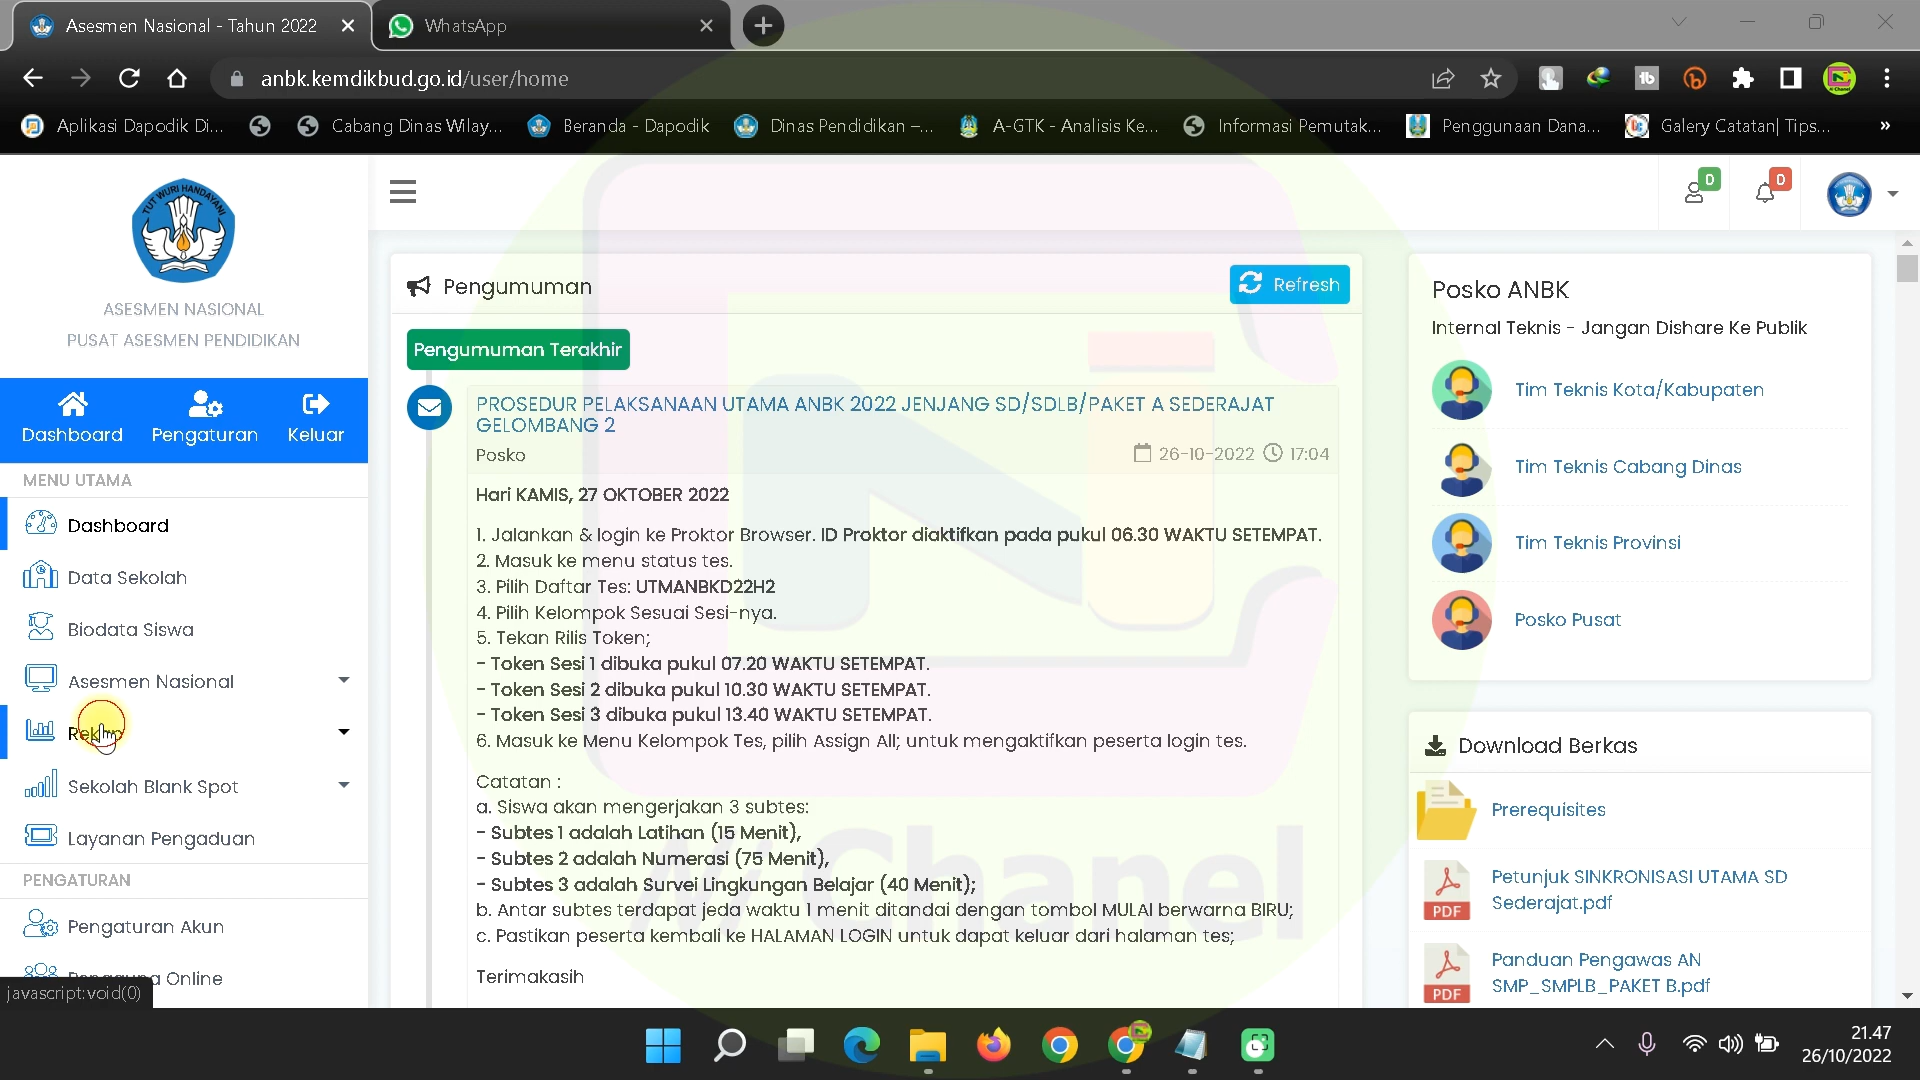 Asesmen Nasional - Tahun 2022
WhatsApp
anbk.kemdikbud.go.id/user/home
Aplikasi Dapodik Di...
Cabang Dinas Wilay...
Beranda - Dapodik
Dinas Pendidikan –...
A-GTK - Analisis Ke...
Informasi Pemutak...
Penggunaan Dana...
Galery Catatan| Tips...
»
TUT WURI HANDAYANI
ASESMEN NASIONAL
PUSAT ASESMEN PENDIDIKAN
Dashboard
Pengaturan
Keluar
MENU UTAMA
Dashboard
Data Sekolah
Biodata Siswa
Asesmen Nasional
Sekolah Blank Spot
Layanan Pengaduan
PENGATURAN
Pengaturan Akun
Online
javascript:void(0)
0
0
Pengumuman
Refresh
Pengumuman Terakhir
PROSEDUR PELAKSANAAN UTAMA ANBK 2022 JENJANG SD/SDLB/PAKET A SEDERAJAT
GELOMBANG 2
Posko
26-10-2022 17:04
Hari KAMIS, 27 OKTOBER 2022
1. Jalankan & login ke Proktor Browser. ID Proktor diaktifkan pada pukul 06.30 WAKTU SETEMPAT.
2. Masuk ke menu status tes.
3. Pilih Daftar Tes: UTMANBKD22H2
4. Pilih Kelompok Sesuai Sesi-nya.
5. Tekan Rilis Token;
- Token Sesi 1 dibuka pukul 07.20 WAKTU SETEMPAT.
- Token Sesi 2 dibuka pukul 10.30 WAKTU SETEMPAT.
- Token Sesi 3 dibuka pukul 13.40 WAKTU SETEMPAT.
6. Masuk ke Menu Kelompok Tes, pilih Assign All; untuk mengaktifkan peserta login tes.
Catatan :
a. Siswa akan mengerjakan 3 subtes:
- Subtes 1 adalah Latihan (15 Menit),
- Subtes 2 adalah Numerasi (75 Menit),
- Subtes 3 adalah Survei Lingkungan Belajar (40 Menit);
b. Antar subtes terdapat jeda waktu 1 menit ditandai dengan tombol MULAI berwarna BIRU;
c. Pastikan peserta kembali ke HALAMAN LOGIN untuk dapat keluar dari halaman tes;
Terimakasih
Ni Chanel
Posko ANBK
Internal Teknis - Jangan Dishare Ke Publik
Tim Teknis Kota/Kabupaten
Tim Teknis Cabang Dinas
Tim Teknis Provinsi
Posko Pusat
Download Berkas
Prerequisites
PDF
Petunjuk SINKRONISASI UTAMA SD
Sederajat.pdf
PDF
Panduan Pengawas AN
SMP_SMPLB_PAKET B.pdf
21.47
26/10/2022